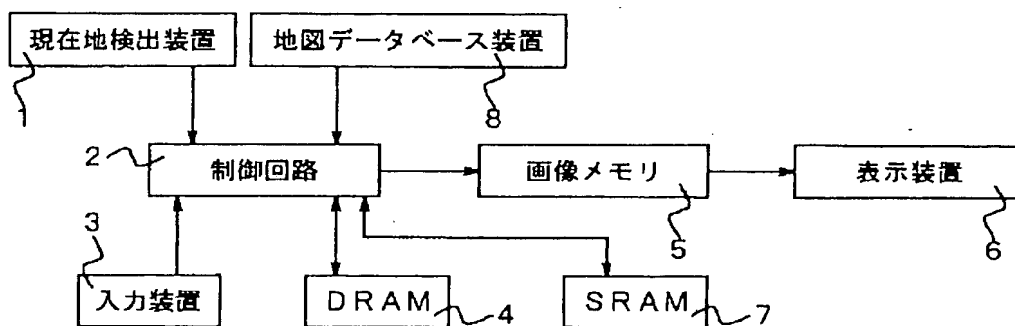 現在地検出装置
地図データベース装置
1
8
2
制御回路
画像メモリ
表示装置
3
5
6
入力装置
DRAM
4
SRAM
7